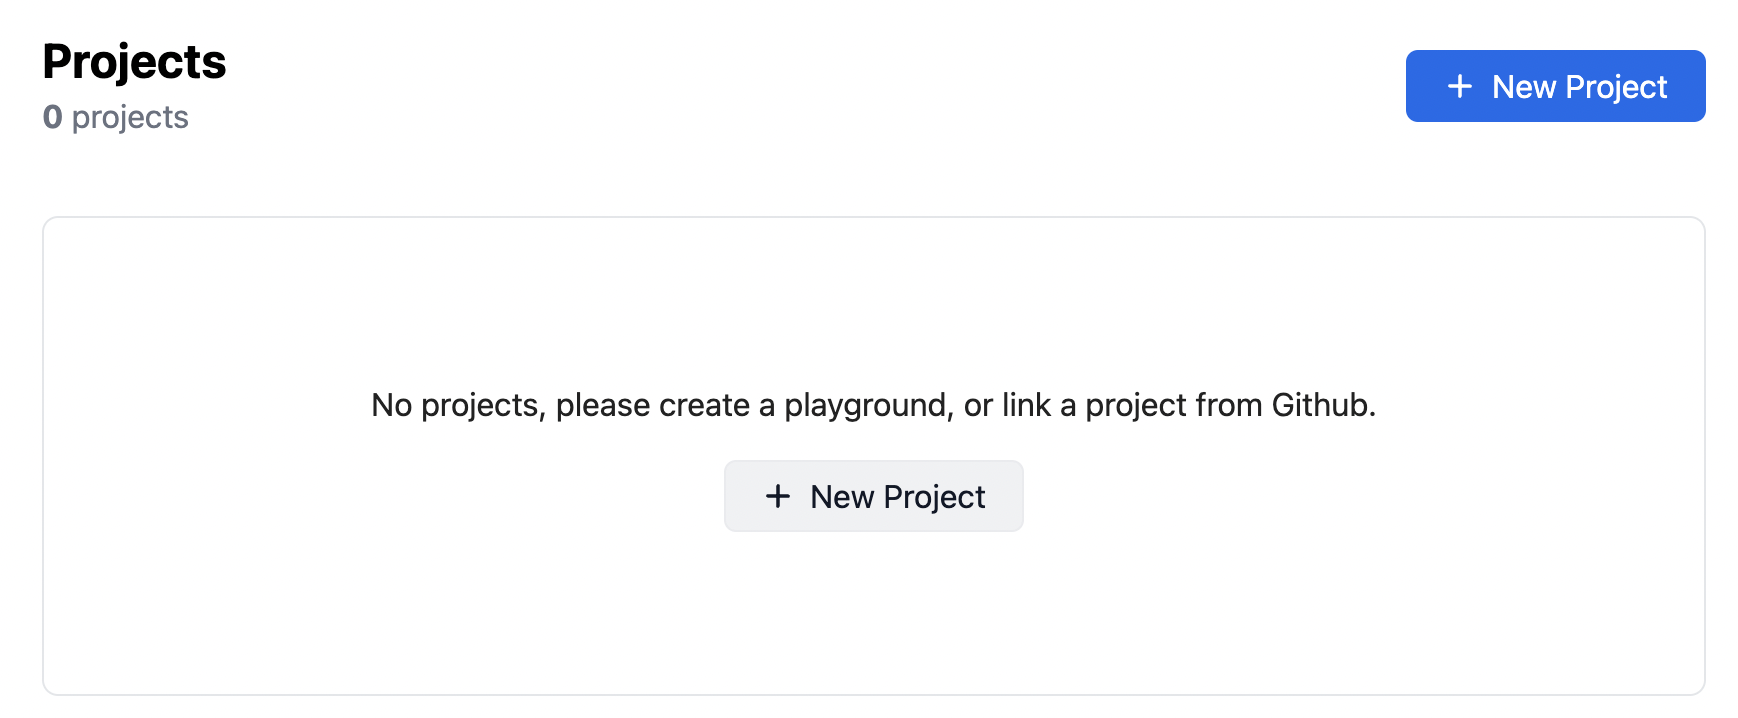 Projects
0 projects
New Project
No projects, please create a playground, or link a project from Github.
New Project